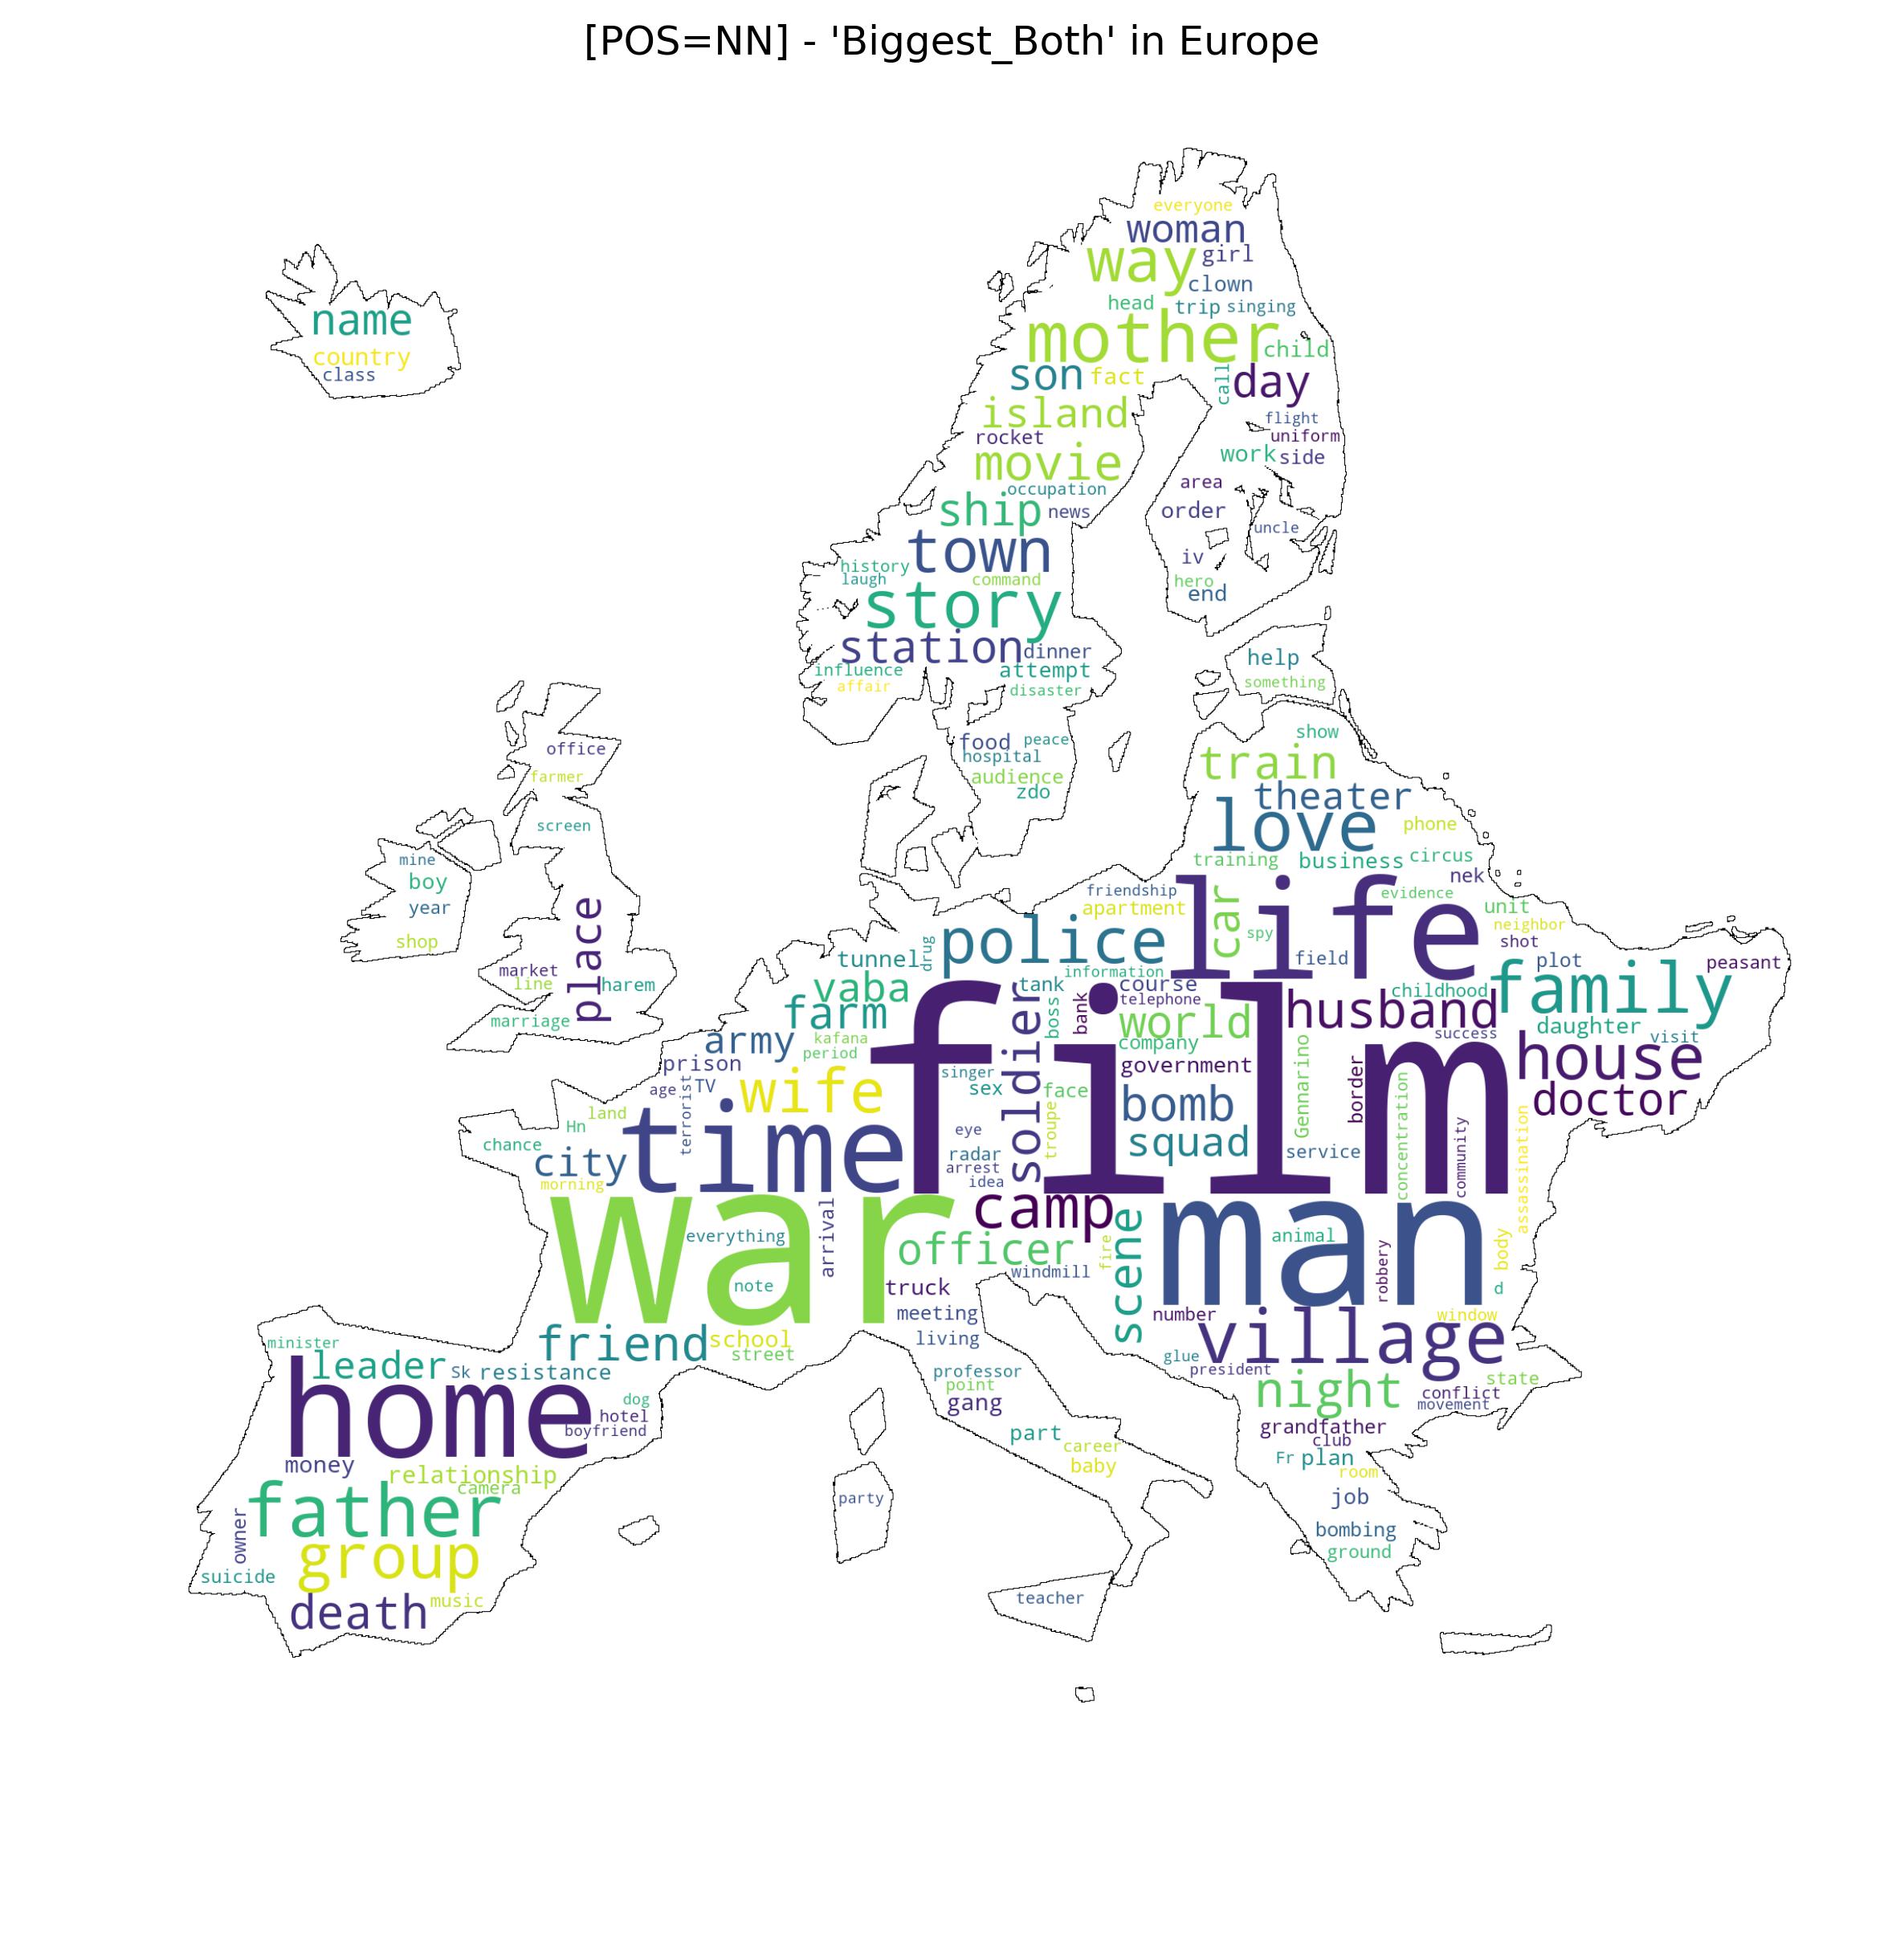 [POS=NN] - 'Biggest_Both' in Europe
everyone
woman
way
girl
clown
head
trip
singing
mother
child
name
country
class
son
fact
call
day
island
flight
rocket
uniform
movie
work
side
occupation
area
ship
news
order
uncle
town
iv
history
laugh
command
hero
end
story
station
dinner
help
influence
attempt
something
affair
disaster
office
food
peace
hospital
show
farmer
audience
train
zdo
theater
screen
love
phone
mine
training
business
circus
boy
nek
friendship
evidence
year
apartment
life
car
unit
place
spy
neighbor
shop
police
shot
tunnel
drug
field
plot
peasant
market
information
line
harem
vaba
tank
course
childhood
family
farm
soldier
boss
bank
telephone
husband
marriage
world
daughter
army
kafana
company
success
visit
period
film
house
prison
government
Gennarino
border
singer
age
TV
terrorist
wife
sex
face
bomb
concentration
doctor
land
troupe
Hn
time
eye
squad
community
assassination
chance
radar
service
city
arrest
morning
idea
war
camp
arrival
everything
officer
scene
man
animal
body
fire
windmill
robbery
note
truck
d
meeting
number
window
friend
school
living
village
minister
street
glue
leader
Sk
resistance
professor
president
home
point
night
state
dog
gang
conflict
hotel
movement
boyfriend
grandfather
part
club
money
career
Fr
plan
relationship
baby
room
camera
father
party
job
owner
bombing
group
ground
suicide
teacher
death
music